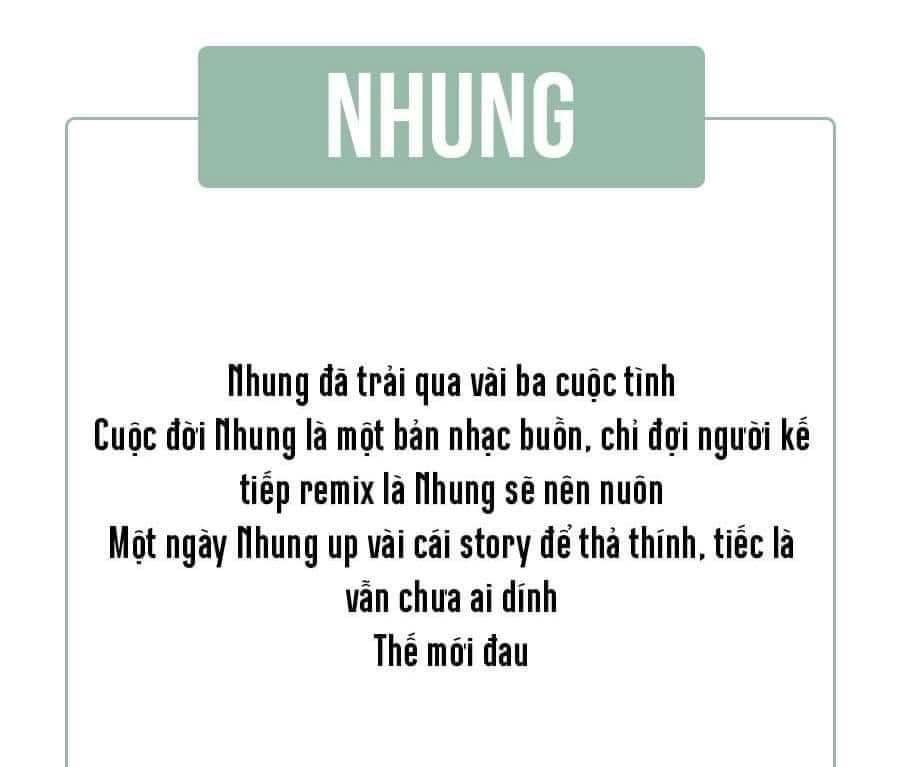 NHUNG
Nhung đã trải qua vài ba cuộc tình
Cuộc đời Nhung là một bản nhạc buồn, chỉ đợi người kế
tiếp remix là Nhung sẽ nên nuôn
Một ngày Nhung up vài cái story để thả thính, tiếc là
vẫn chưa ai dính
Thế mới đau